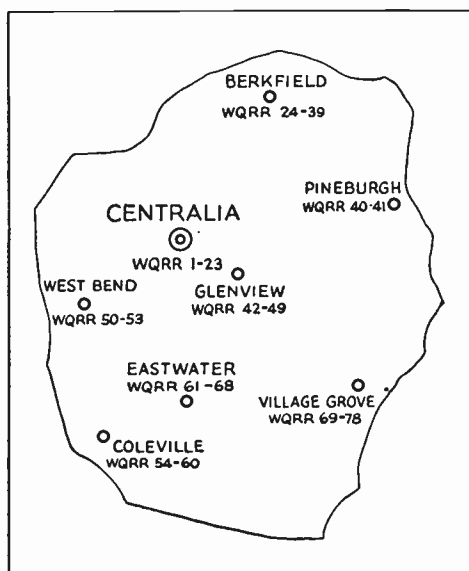 BERKFIELD
WQRR 24-39
PINEBURGH
WQRR 40-41
CENTRALIA
WQRR 1-23
WEST BEND
WQRR 50-53
GLENVIEW
WQRR 42-49
EASTWATER
WQRR 61-68
VILLAGE GROVE
WQRR 69-78
COLEVILLE
WQRR 54-60